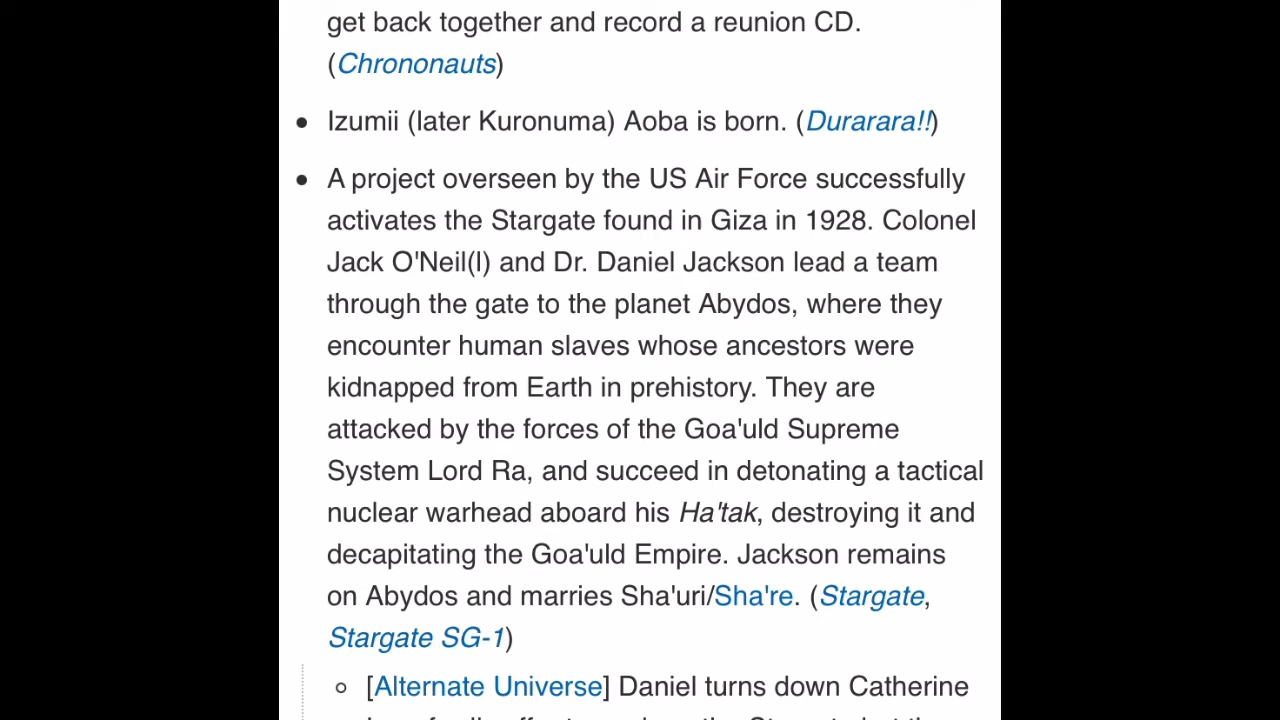 get back together and record a reunion CD.
(Chrononauts)
• Izumii (later Kuronuma) Aoba is born. (Durarara!!)
• A project overseen by the US Air Force successfully
activates the Stargate found in Giza in 1928. Colonel
Jack O'Neil(l) and Dr. Daniel Jackson lead a team
through the gate to the planet Abydos, where they
encounter human slaves whose ancestors were
kidnapped from Earth in prehistory. They are
attacked by the forces of the Goa'uld Supreme
System Lord Ra, and succeed in detonating a tactical
nuclear warhead aboard his Ha'tak, destroying it and
decapitating the Goa'uld Empire. Jackson remains
on Abydos and marries Sha'uri/Sha're. (Stargate,
Stargate SG-1)
○ [Alternate Universe] Daniel turns down Catherine